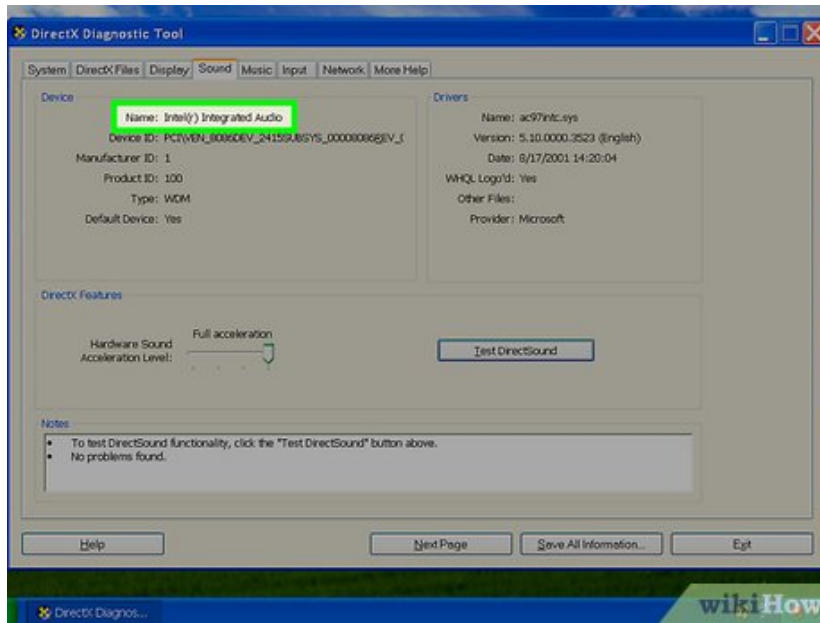 DirectX Diagnostic Tool
System DirectX Files Display Sound Music Input Network More Help
Device
Name: Intel(r) Integrated Audio
Device ID: PCI\VEN_8086DEV_2415SUBSYS_00008086REV_(
Manufacturer ID: 1
Product ID: 100
Type: WDM
Default Device: Yes
Drivers
Name: ac97intc.sys
Version: 5.10.0000.3523 (English)
Date: 8/17/2001 14:20:04
WHQL Logo'd: Yes
Other Files:
Provider: Microsoft
DirectX Features
Hardware Sound
Acceleration Level:
Full acceleration
Test DirectSound
Notes
• To test DirectSound functionality, click the "Test DirectSound" button above.
• No problems found.
Help Next Page Save All Information... Exit
DirectX Diagnos...
wikiHow